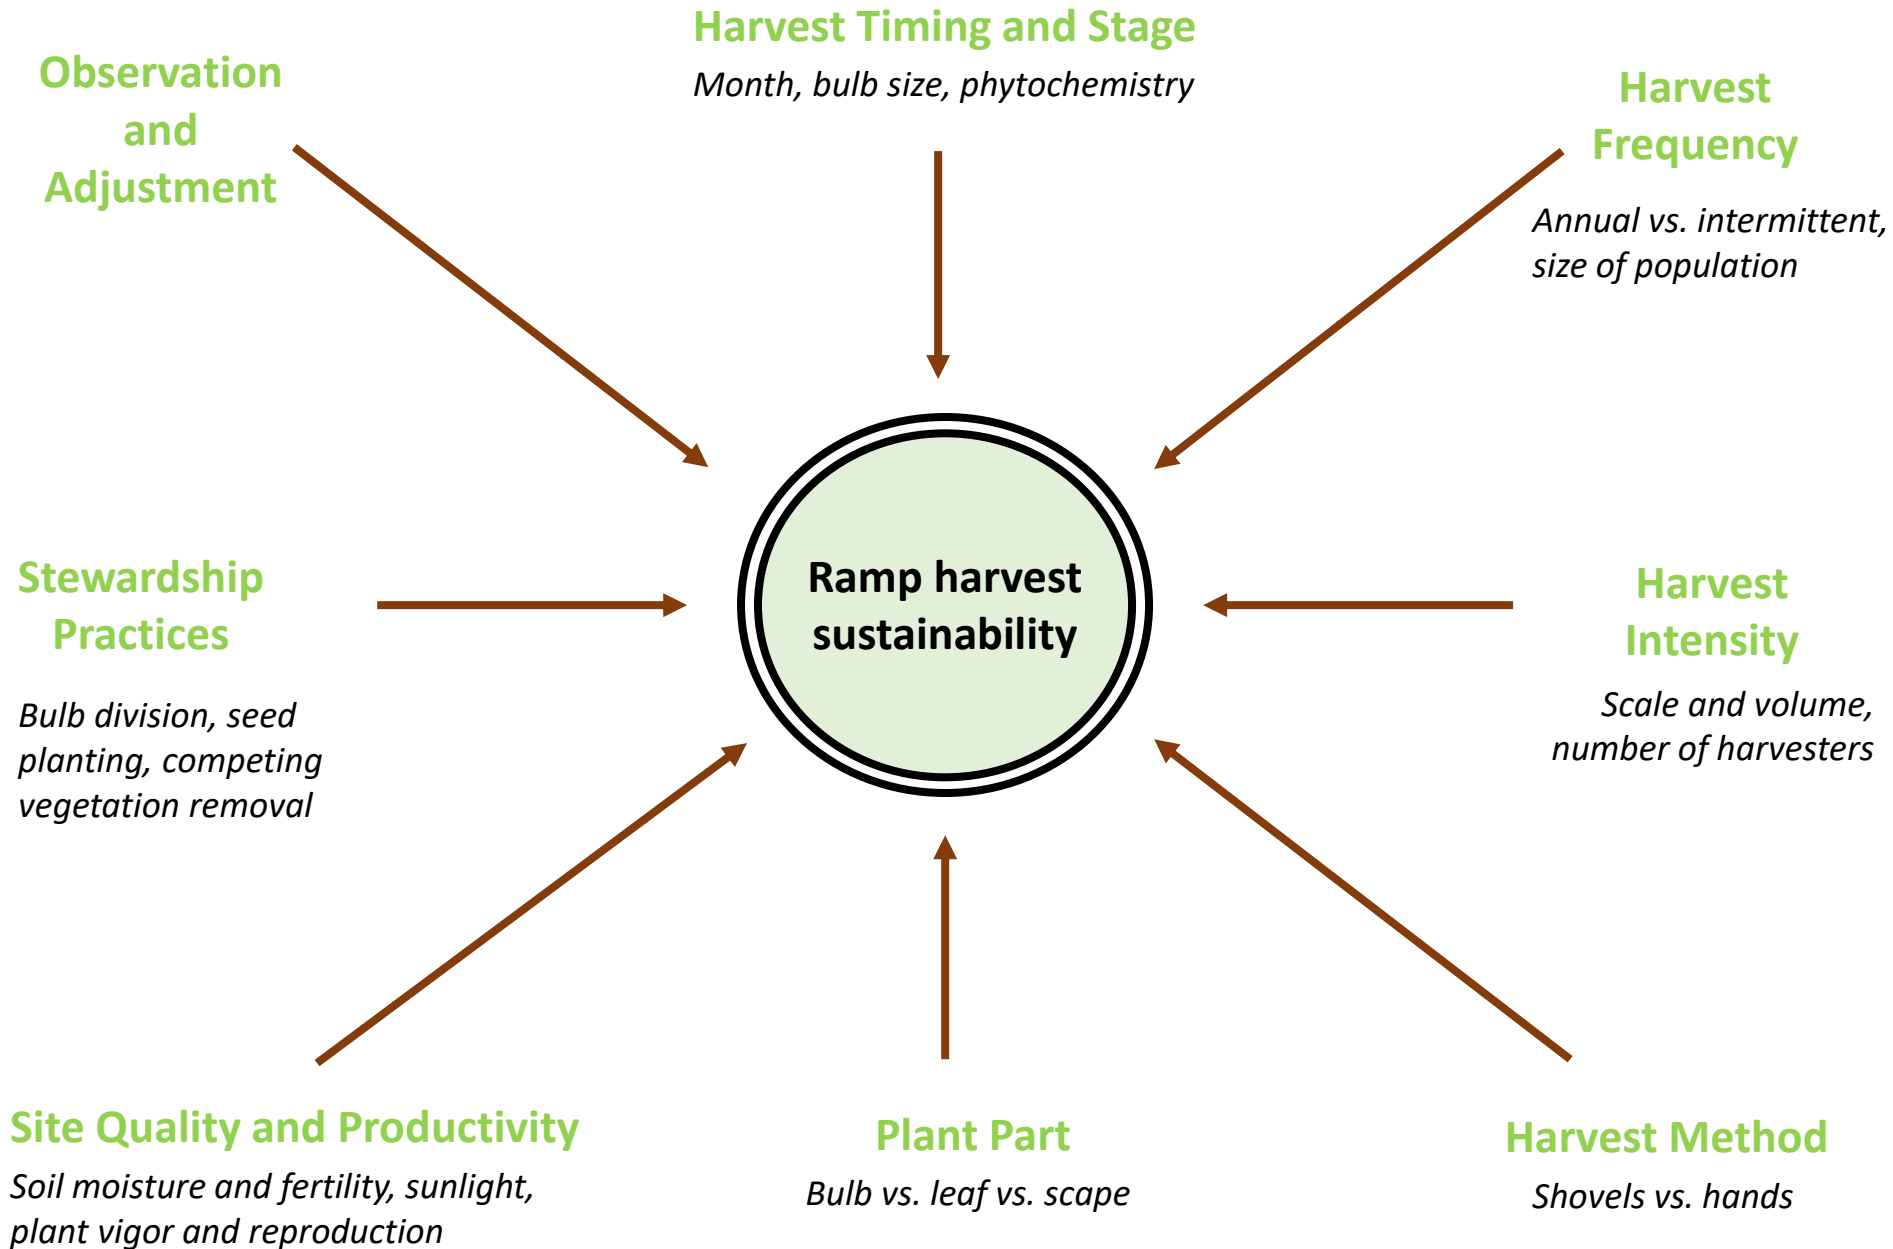 Harvest Timing and Stage
Month, bulb size, phytochemistry
Observation
and
Adjustment
Harvest
Frequency
Annual vs. intermittent,
size of population
Ramp harvest
sustainability
Stewardship
Practices
Bulb division, seed
planting, competing
vegetation removal
Harvest
Intensity
Scale and volume,
number of harvesters
Site Quality and Productivity
Soil moisture and fertility, sunlight,
plant vigor and reproduction
Plant Part
Bulb vs. leaf vs. scape
Harvest Method
Shovels vs. hands